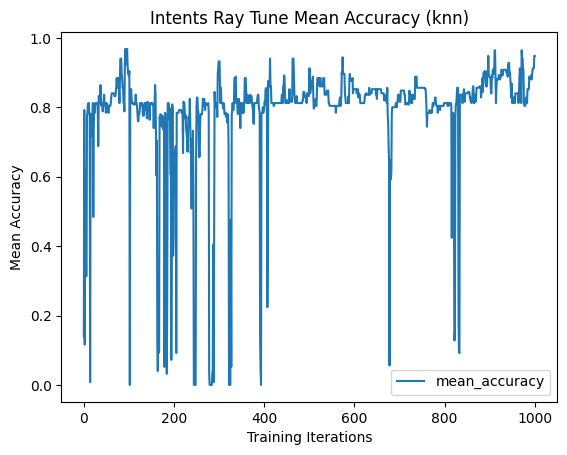 Intents Ray Tune Mean Accuracy (knn)
1.0
0.8
0.6
0.4
0.2
0.0
Mean Accuracy
mean_accuracy
0 200 400 600 800 1000
Training Iterations